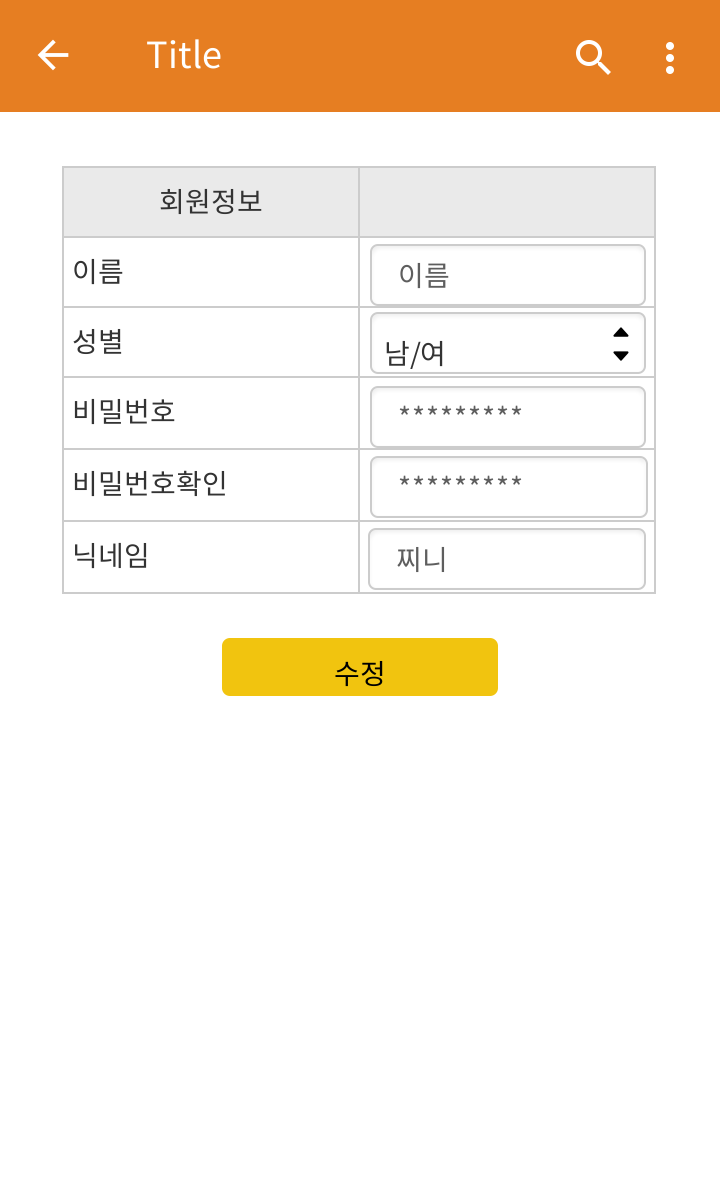 Title
회원정보
이름 이름
성별 남/여
비밀번호 *********
비밀번호확인 *********
닉네임 찌니
수정